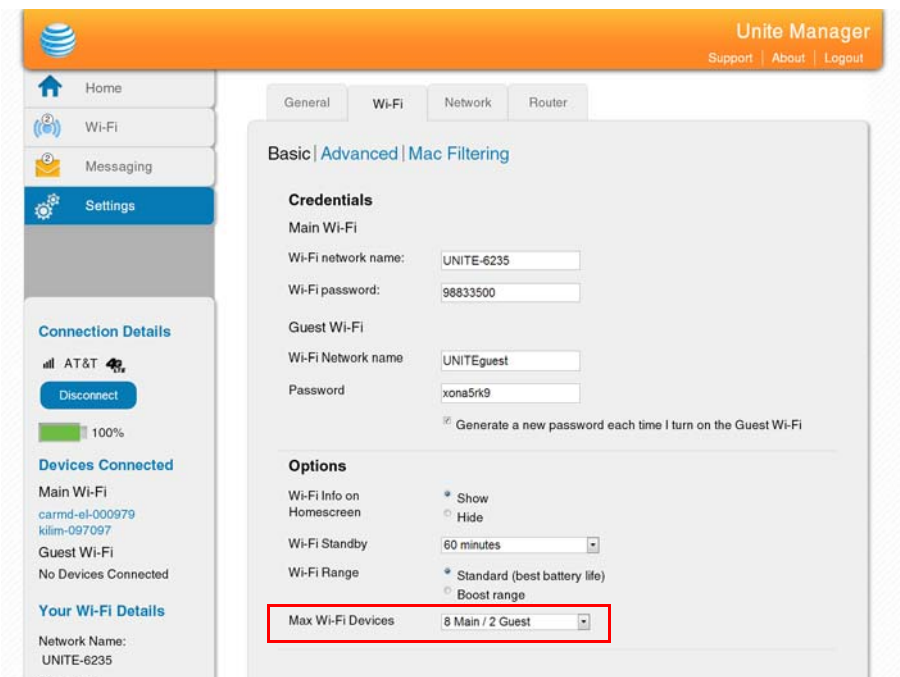 Unite Manager
Support | About | Logout
Home
Wi-Fi
Messaging
Settings
2
2
Connection Details
AT&T 4G LTE
Disconnect
100%
Devices Connected
Main Wi-Fi
carmd-el-000979
kilim-097097
Guest Wi-Fi
No Devices Connected
Your Wi-Fi Details
Network Name:
UNITE-6235
General Wi-Fi Network Router
Basic | Advanced | Mac Filtering
Credentials
Main Wi-Fi
Wi-Fi network name: UNITE-6235
Wi-Fi password: 98833500
Guest Wi-Fi
Wi-Fi Network name UNITEguest
Password xona5rk9
Generate a new password each time I turn on the Guest Wi-Fi
Options
Wi-Fi Info on
Homescreen
Show
Hide
Wi-Fi Standby 60 minutes
Wi-Fi Range Standard (best battery life)
Boost range
Max Wi-Fi Devices 8 Main / 2 Guest